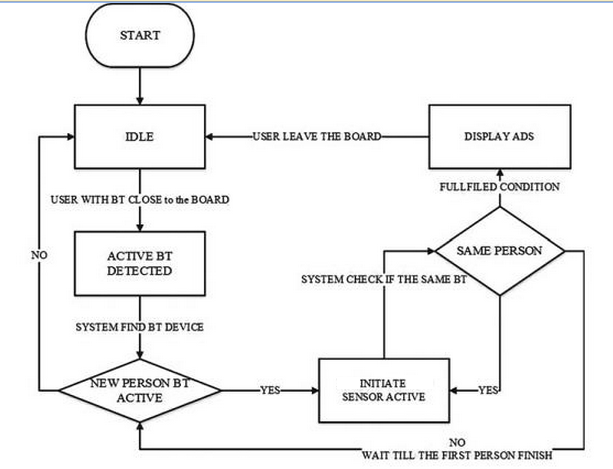 START
IDLE
USER LEAVE THE BOARD
DISPLAY ADS
FULLFILED CONDITION
USER WITH BT CLOSE to the BOARD
NO
ACTIVE BT
DETECTED
SAME PERSON
SYSTEM CHECK IF THE SAME BT
SYSTEM FIND BT DEVICE
NEW PERSON BT
ACTIVE
YES
INITIATE
SENSOR ACTIVE
YES
NO
WAIT TILL THE FIRST PERSON FINISH